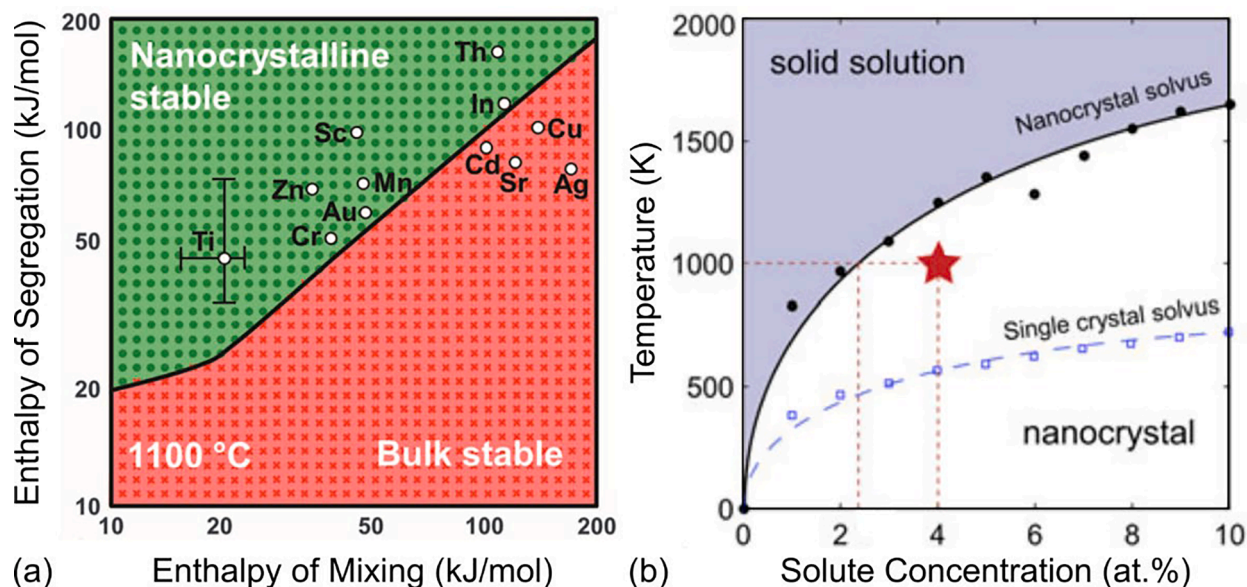 Enthalpy of Segregation (kJ/mol)
200
100
50
20
10
Nanocrystalline
stable
Th
In
Cu
Sc
Cd
Sr
Ag
Zn
Mn
Au
Cr
Ti
1100 °C
Bulk stable
10
20
50
100
200
(a)
Enthalpy of Mixing (kJ/mol)
Temperature (K)
2000
1500
1000
500
0
solid solution
Nanocrystal solvus
Single crystal solvus
nanocrystal
0
2
4
6
8
10
(b)
Solute Concentration (at.%)